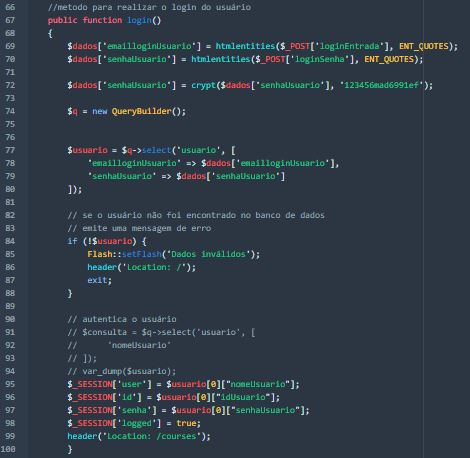 66 //metodo para realizar o login do usuário
67 public function login()
68 {
69 $dados['emailloginUsuario'] = htmlentities($_POST['loginEntrada'], ENT_QUOTES);
70 $dados['senhaUsuario'] = htmlentities($_POST['loginSenha'], ENT_QUOTES);
71
72 $dados['senhaUsuario'] = crypt($dados['senhaUsuario'], '123456mad6991ef');
73
74 $q = new QueryBuilder();
75
76
77 $usuario = $q->select('usuario', [
78 'emailloginUsuario' => $dados['emailloginUsuario'],
79 'senhaUsuario' => $dados['senhaUsuario']
80 ]);
81
82 // se o usuário não foi encontrado no banco de dados
83 // emite uma mensagem de erro
84 if (!$usuario) {
85 Flash::setFlash('Dados inválidos');
86 header('Location: /');
87 exit;
88 }
89
90 // autentica o usuário
91 // $consulta = $q->select('usuario', [
92 // 'nomeUsuario'
93 // ]);
94 // var_dump($usuario);
95 $_SESSION['user'] = $usuario[0]["nomeUsuario"];
96 $_SESSION['id'] = $usuario[0]["idUsuario"];
97 $_SESSION['senha'] = $usuario[0]["senhaUsuario"];
98 $_SESSION['logged'] = true;
99 header('Location: /courses');
100 }